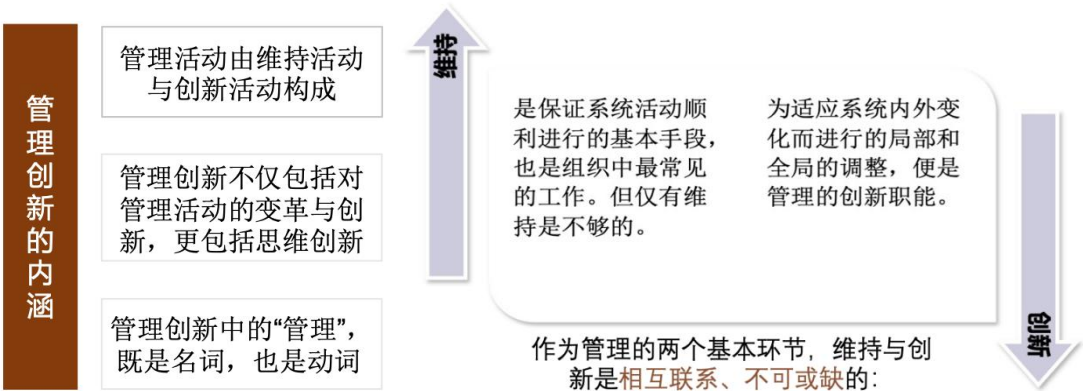 管理创新的内涵
管理活动由维持活动
与创新活动构成
管理创新不仅包括对
管理活动的变革与创
新，更包括思维创新
管理创新中的“管理”，
既是名词，也是动词
维持
是保证系统活动顺
利进行的基本手段，
也是组织中最常见
的工作。但仅有维
持是不够的。
为适应系统内外变
化而进行的局部和
全局的调整，便是
管理的创新职能。
创新
作为管理的两个基本环节，维持与创
新是相互联系、不可或缺的：